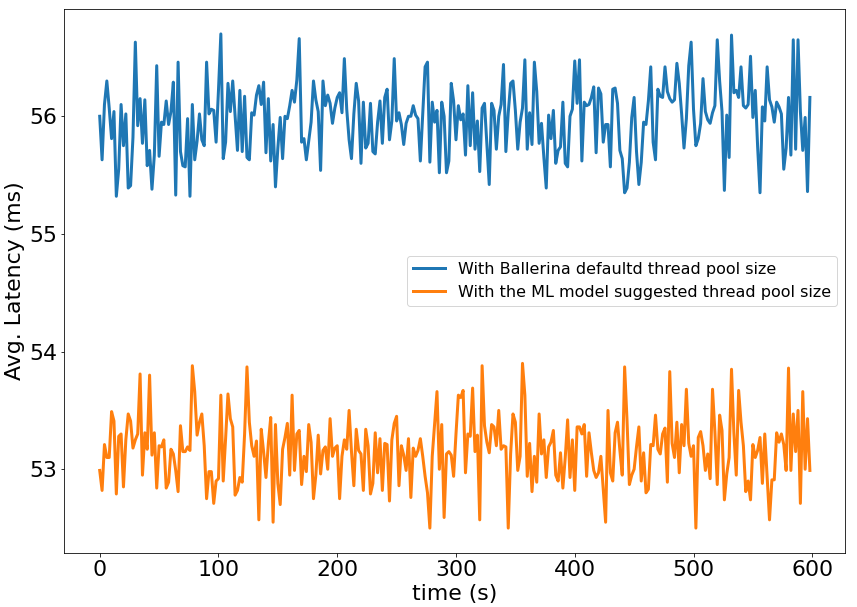 Avg. Latency (ms)
56
55
54
53
With Ballerina defaultd thread pool size
With the ML model suggested thread pool size
0 100 200 300 400 500 600
time (s)